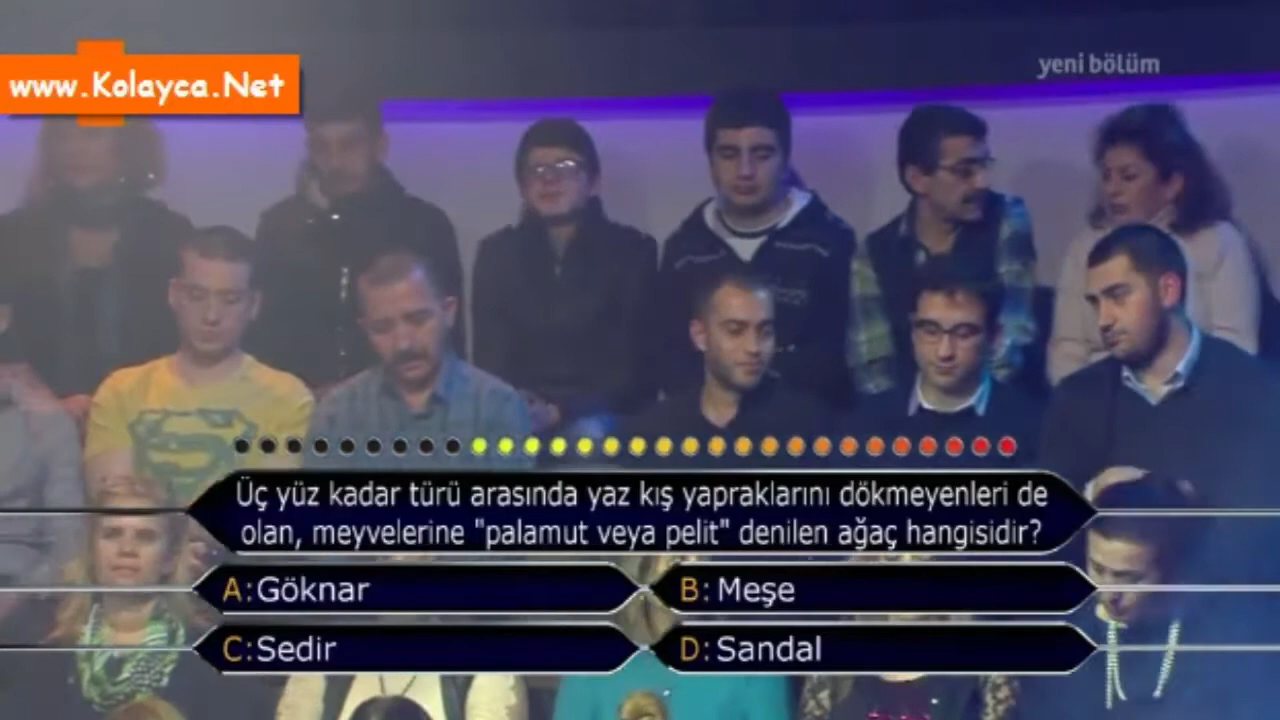 www.Kolayca.Net
yeni bölüm
Üç yüz kadar türü arasında yaz kış yapraklarını dökmeyenleri de
olan, meyvelerine "palamut veya pelit" denilen ağaç hangisidir?
A: Göknar
B: Meşe
C: Sedir
D: Sandal